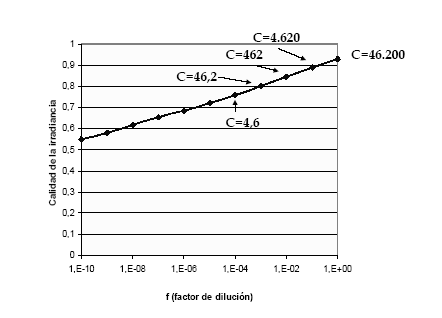 C=4.620
C=462
C=46.200
C=46,2
C=4,6
Calidad de la irradiancia
1
0,9
0,8
0,7
0,6
0,5
0,4
0,3
0,2
0,1
0
1,E-10
1,E-08
1,E-06
1,E-04
1,E-02
1,E+00
f (factor de dilución)